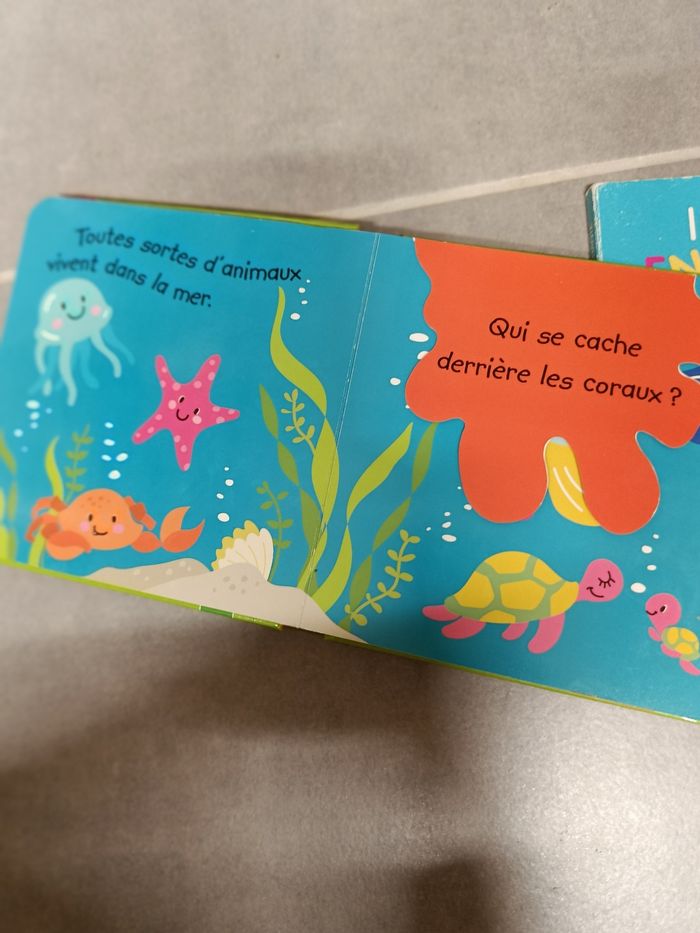 Toutes sortes d'animaux
vivent dans la mer.
Qui se cache
derrière les coraux ?